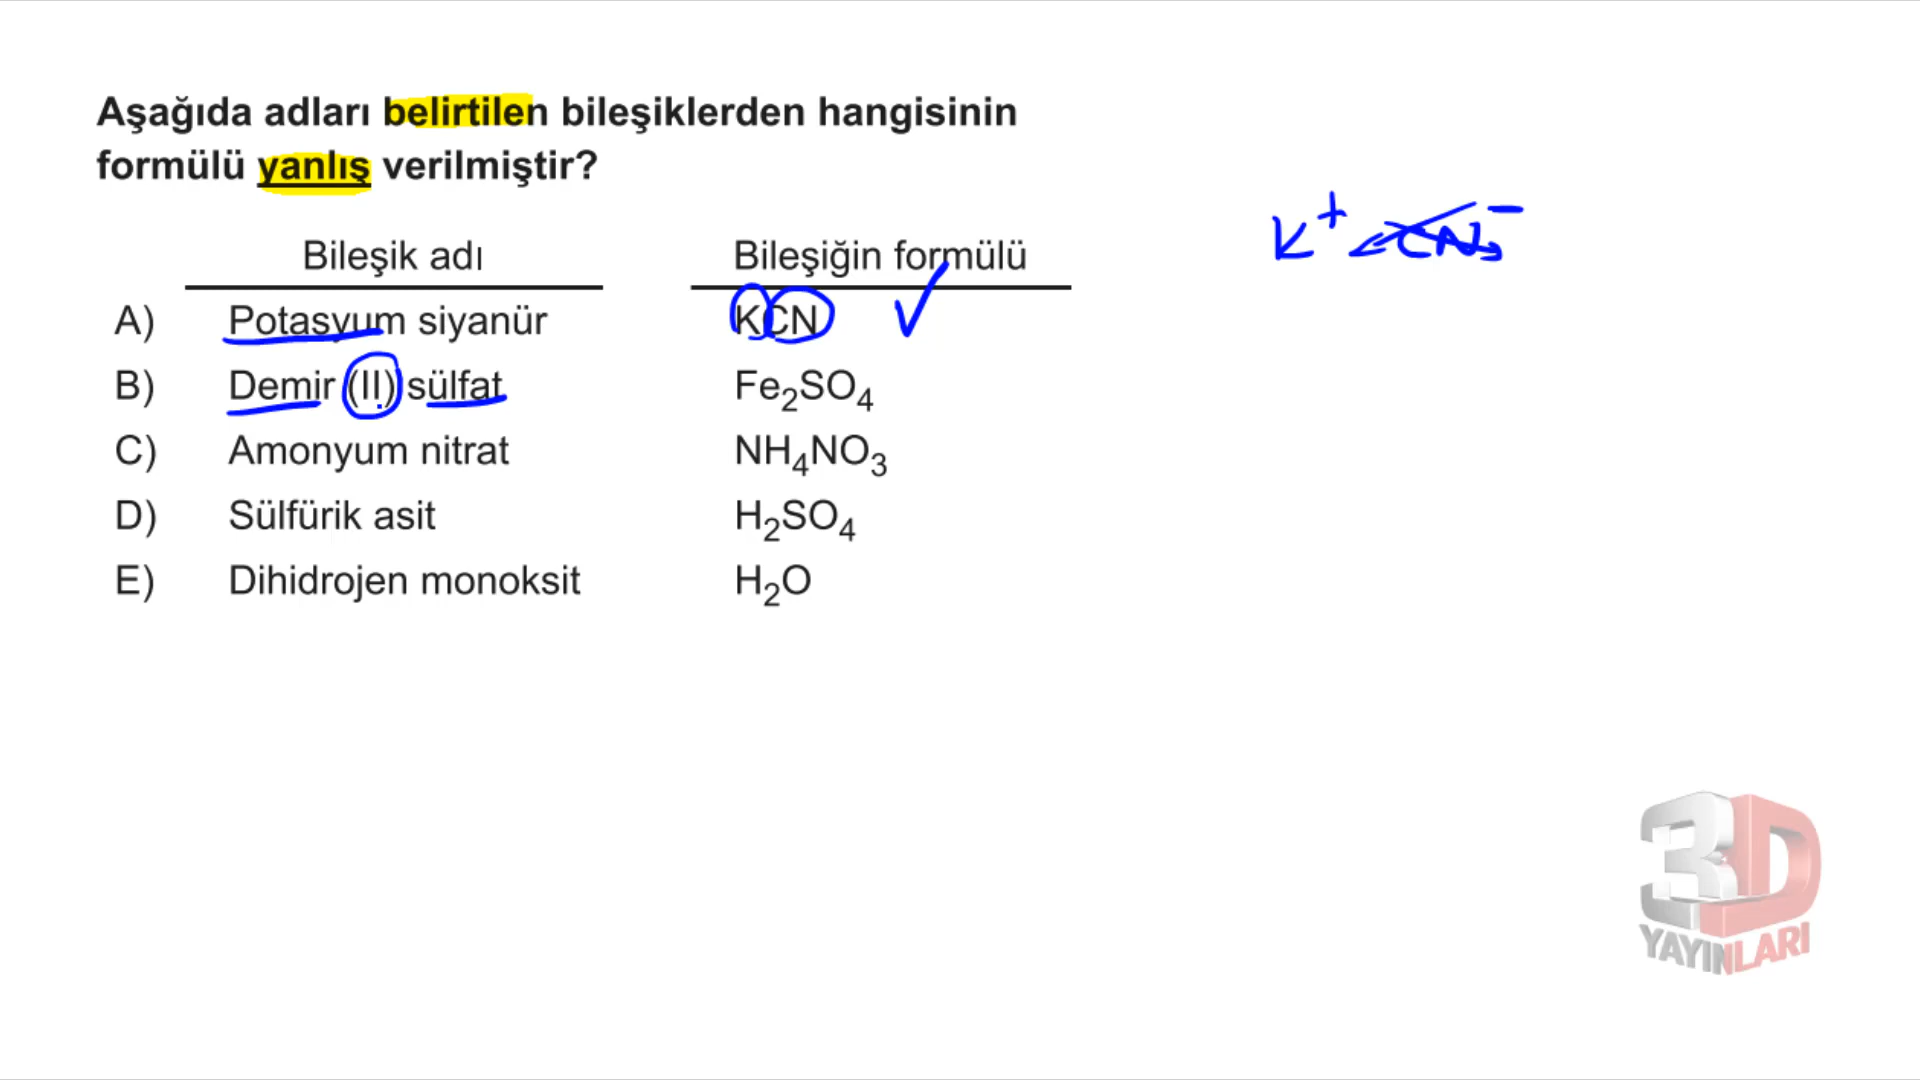 Aşağıda adları belirtilen bileşiklerden hangisinin
formülü yanlış verilmiştir?
Bileşik adı Bileşiğin formülü
A) Potasyum siyanür KCN
B) Demir (II) sülfat Fe₂SO₄
C) Amonyum nitrat NH₄NO₃
D) Sülfürik asit H₂SO₄
E) Dihidrojen monoksit H₂O
K⁺ CN⁻
3D
YAYINLARI